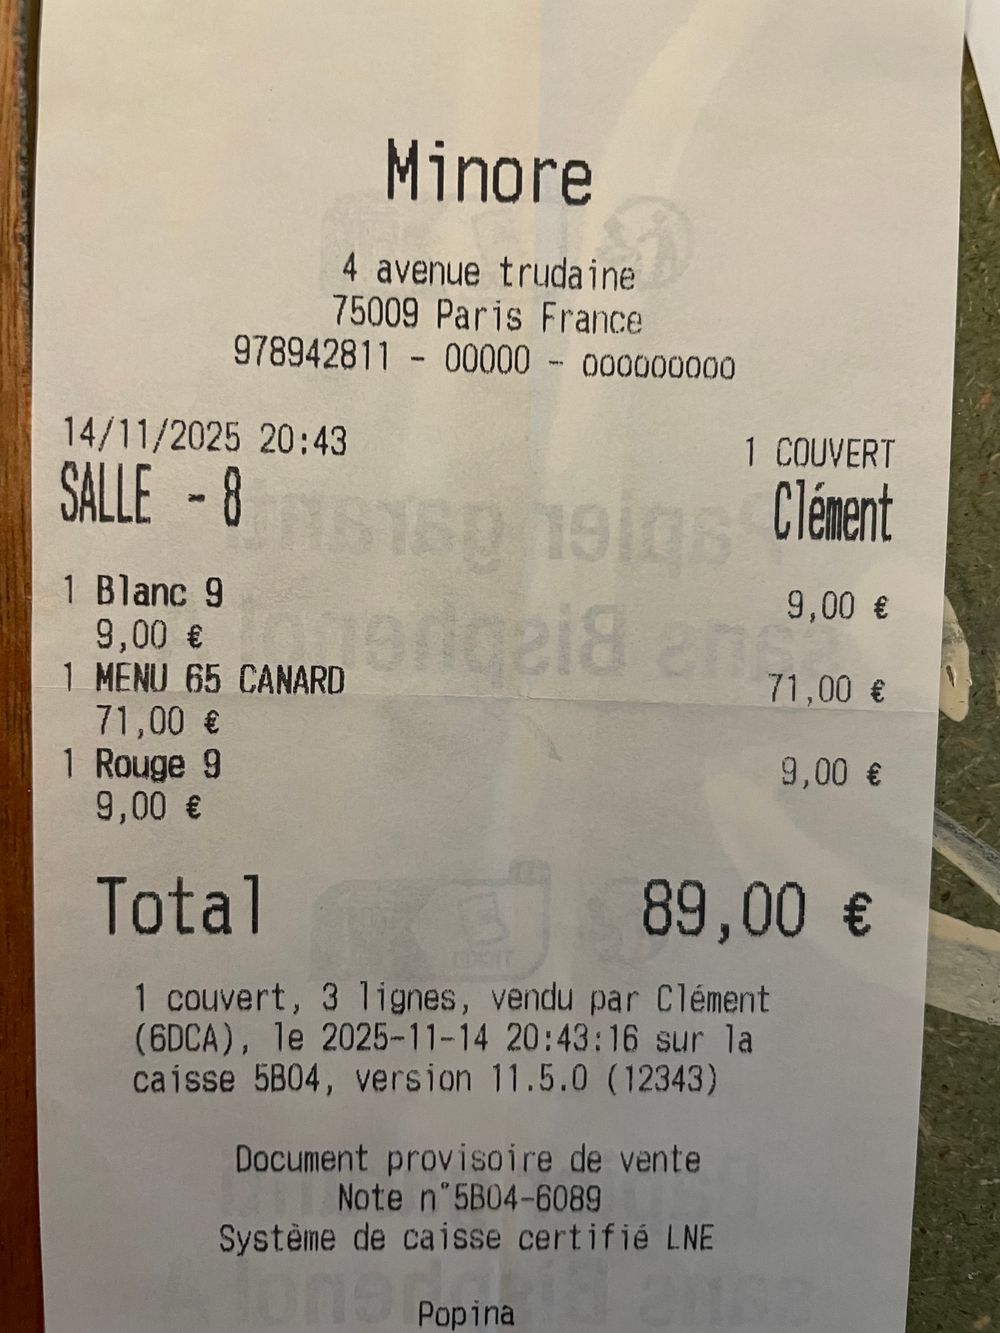 Minore
4 avenue trudaine
75009 Paris France
978942811 - 00000 - 000000000
14/11/2025 20:43
1 COUVERT
SALLE - 8
Clément
1 Blanc 9 9,00 €
9,00 €
1 MENU 65 CANARD 71,00 €
71,00 €
1 Rouge 9 9,00 €
9,00 €
Total 89,00 €
1 couvert, 3 lignes, vendu par Clément
(6DCA), le 2025-11-14 20:43:16 sur la
caisse 5B04, version 11.5.0 (12343)
Document provisoire de vente
Note n°5B04-6089
Système de caisse certifié LNE
Popina
Papier garanti
sans Bisphenol A